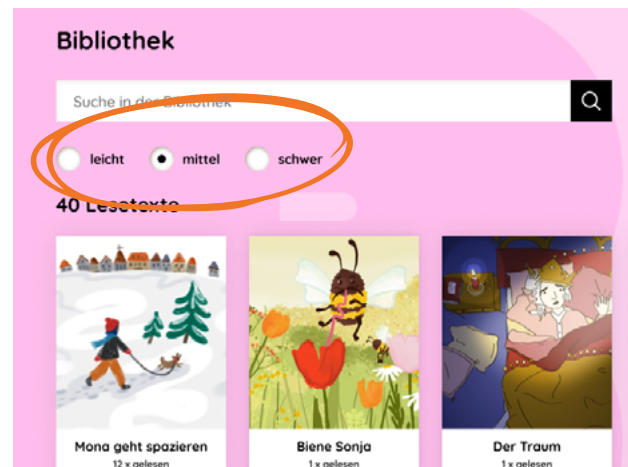 Bibliothek
Suche in der Bibliothek
leicht mittel schwer
40 Lesetexte
Mona geht spazieren Biene Sonja Der Traum
12 x gelesen 1 x gelesen 1 x gelesen